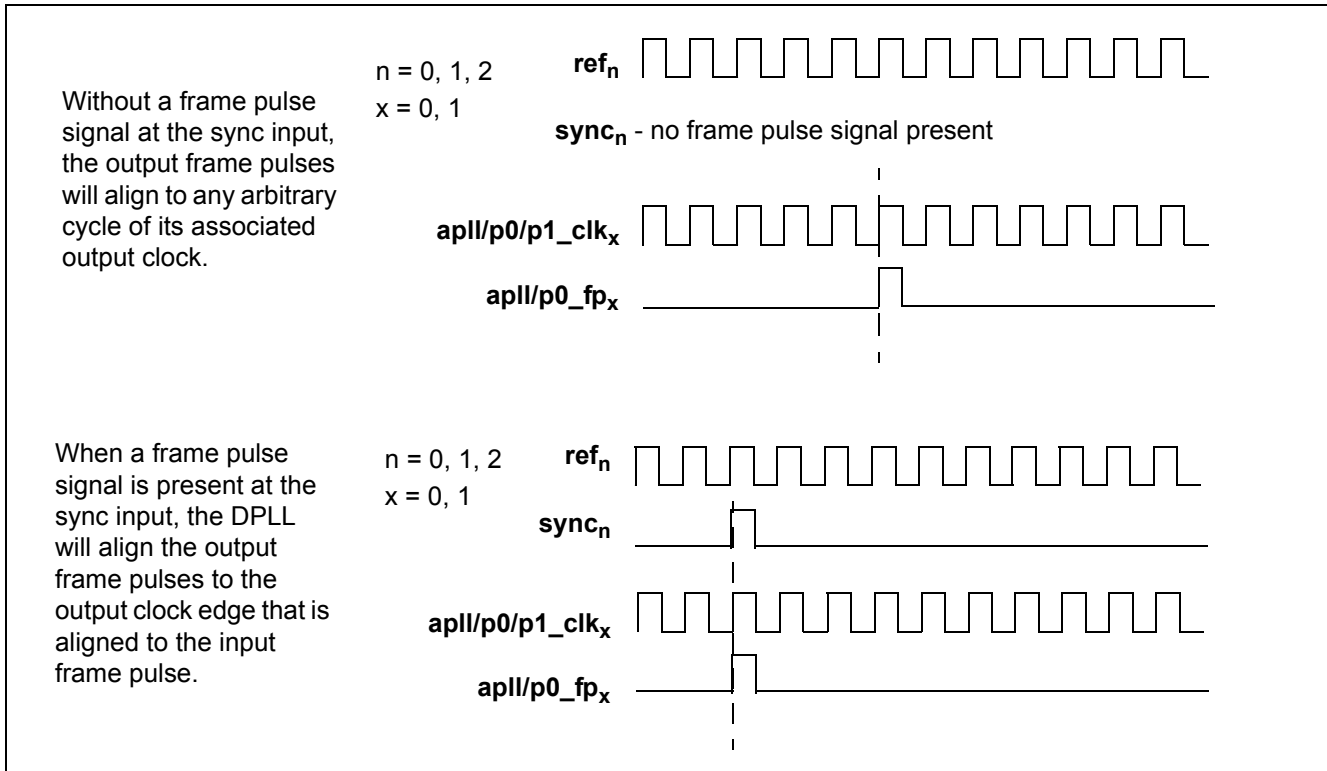 Without a frame pulse
signal at the sync input,
the output frame pulses
will align to any arbitrary
cycle of its associated
output clock.
n = 0, 1, 2
x = 0, 1
refn
syncn - no frame pulse signal present
apll/p0/p1_clkx
apll/p0_fpx
When a frame pulse
signal is present at the
sync input, the DPLL
will align the output
frame pulses to the
output clock edge that is
aligned to the input
frame pulse.
n = 0, 1, 2
x = 0, 1
refn
syncn
apll/p0/p1_clkx
apll/p0_fpx